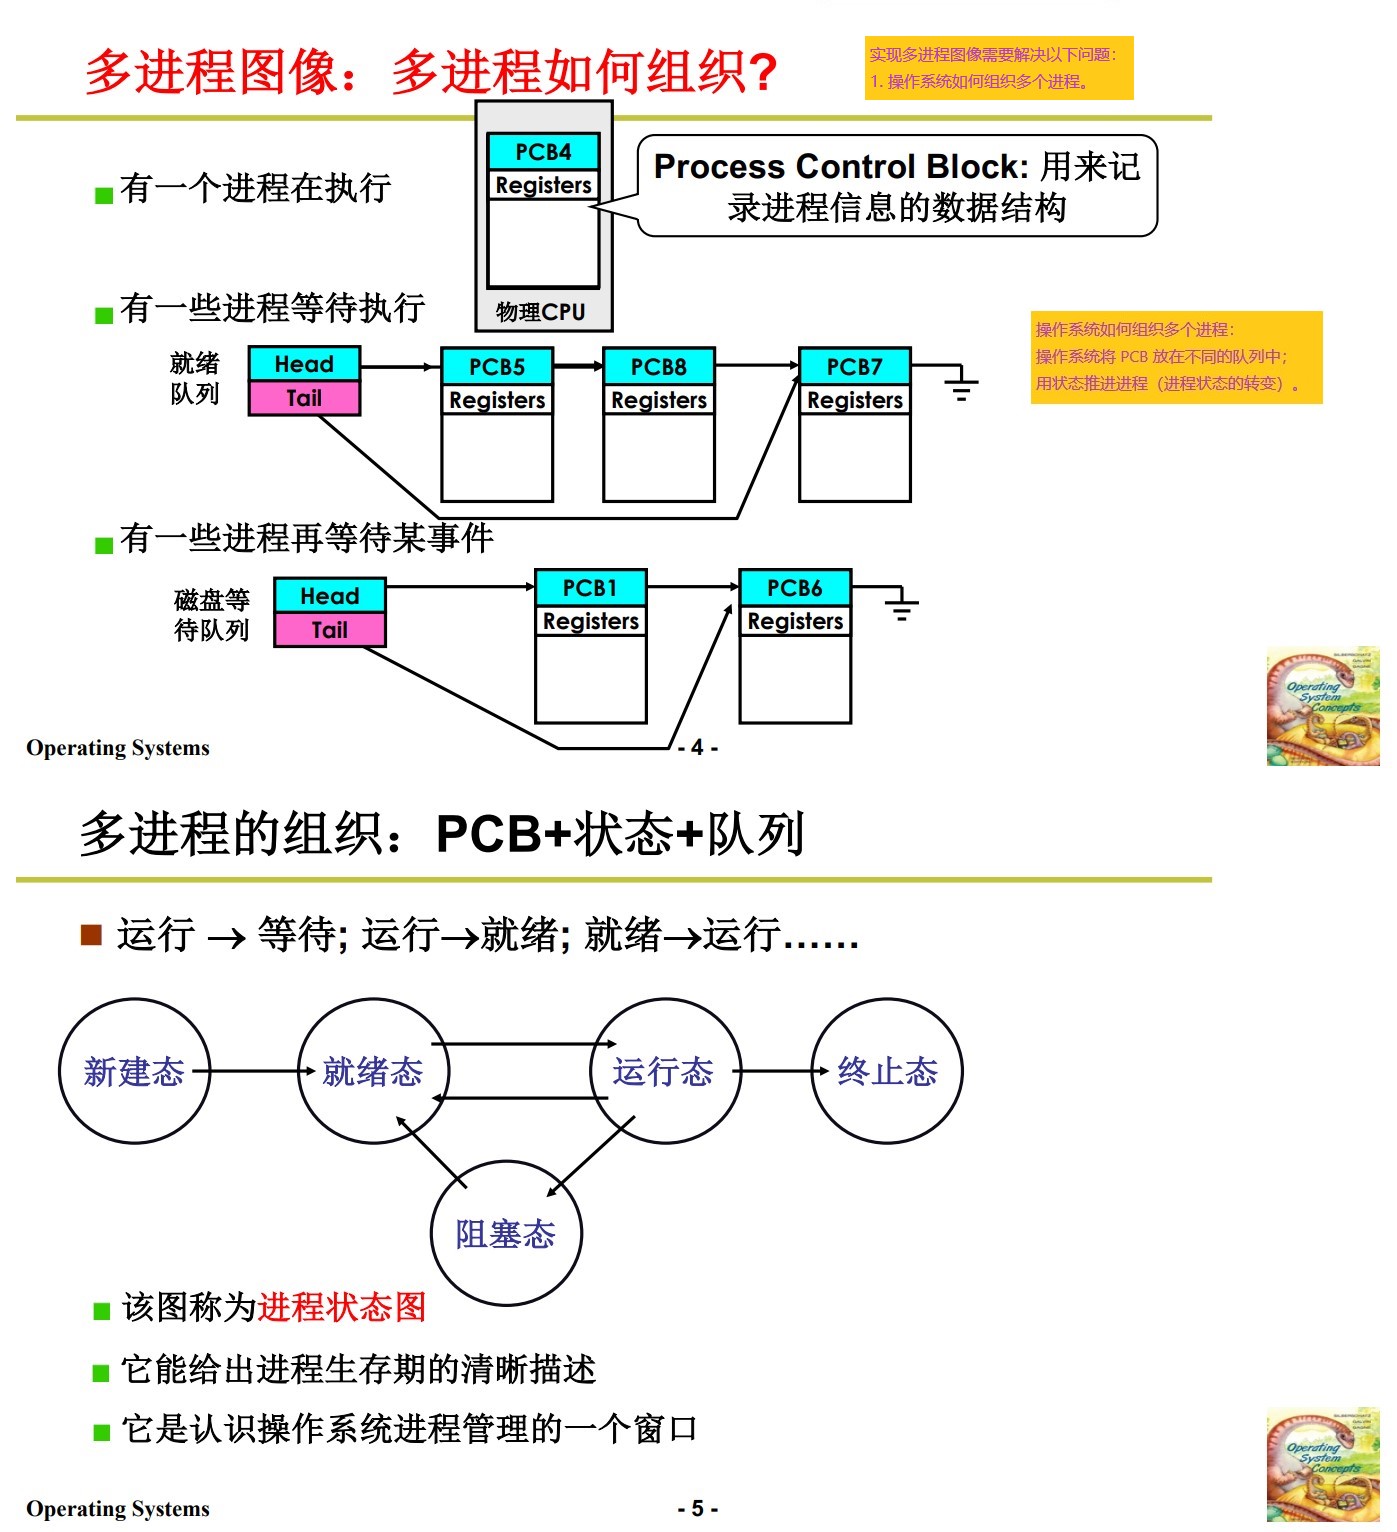 多进程图像：多进程如何组织?
实现多进程图像需要解决以下问题：
1. 操作系统如何组织多个进程。
PCB4
Registers
物理CPU
Process Control Block: 用来记
录进程信息的数据结构
有一个进程在执行
有一些进程等待执行
操作系统如何组织多个进程：
操作系统将 PCB 放在不同的队列中；
用状态推进进程（进程状态的转变）。
就绪
队列
Head
Tail
PCB5
Registers
PCB8
Registers
PCB7
Registers
有一些进程再等待某事件
磁盘等
待队列
Head
Tail
PCB1
Registers
PCB6
Registers
Operating
System
Concepts
Operating Systems
- 4 -
多进程的组织：PCB+状态+队列
运行 → 等待; 运行→就绪; 就绪→运行……
新建态
就绪态
运行态
终止态
阻塞态
该图称为进程状态图
它能给出进程生存期的清晰描述
它是认识操作系统进程管理的一个窗口
Operating
System
Concepts
Operating Systems
- 5 -